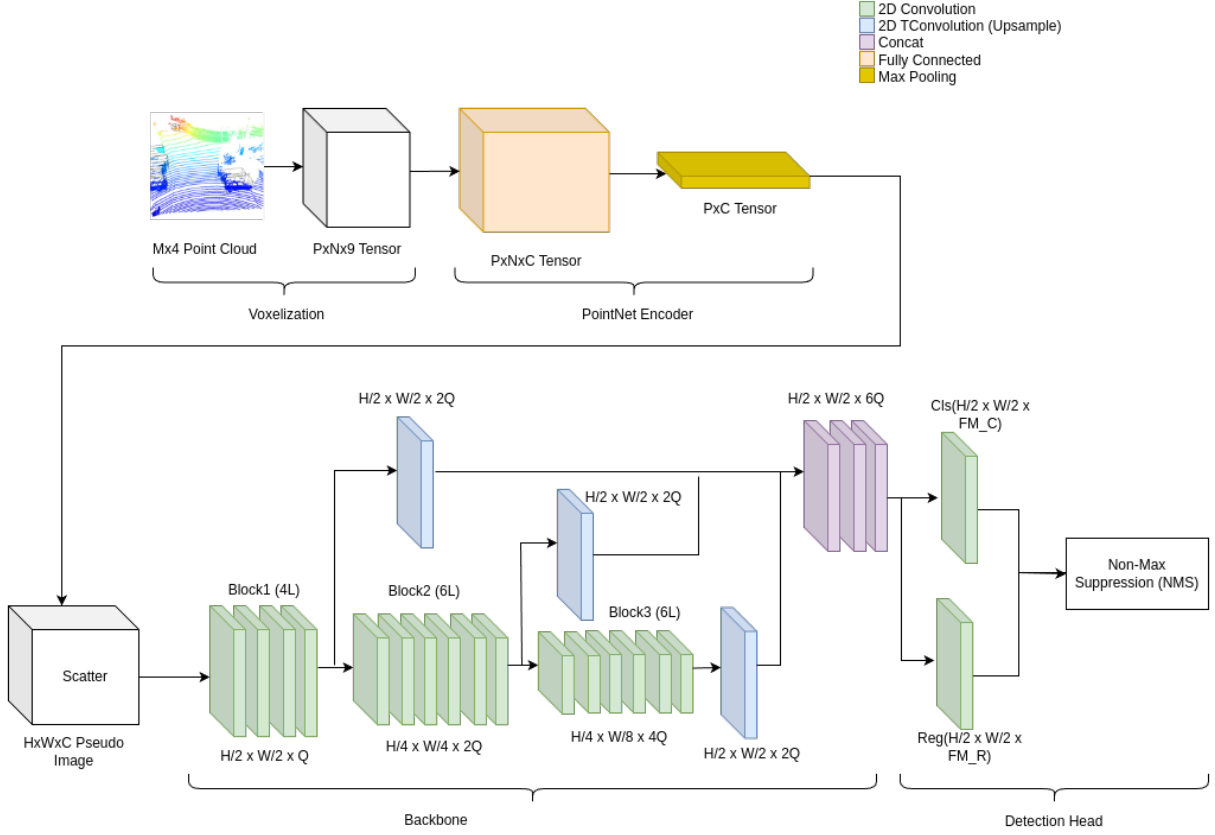 2D Convolution
2D TConvolution (Upsample)
Concat
Fully Connected
Max Pooling
Mx4 Point Cloud
PxNx9 Tensor
PxNxC Tensor
PxC Tensor
Voxelization
PointNet Encoder
H/2 x W/2 x 2Q
H/2 x W/2 x 6Q
Cls(H/2 x W/2 x
FM_C)
H/2 x W/2 x 2Q
Non-Max
Suppression (NMS)
Block1 (4L)
Block2 (6L)
Block3 (6L)
Scatter
HxWxC Pseudo
Image
H/2 x W/2 x Q
H/4 x W/4 x 2Q
H/4 x W/8 x 4Q
H/2 x W/2 x 2Q
Reg(H/2 x W/2 x
FM_R)
Backbone
Detection Head